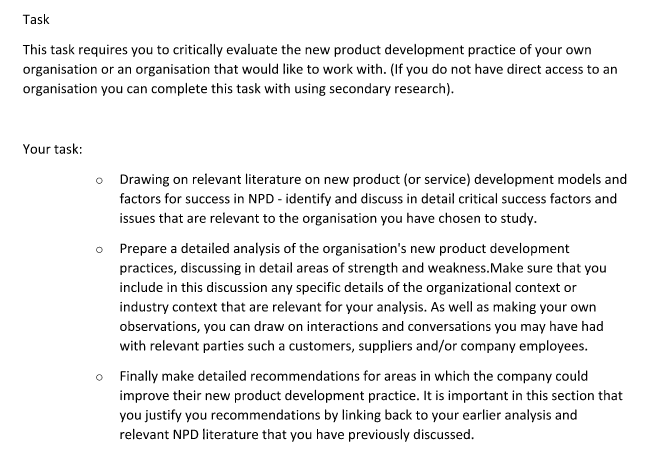 Task
This task requires you to critically evaluate the new product development practice of your own
organisation or an organisation that would like to work with. (If you do not have direct access to an
organisation you can complete this task with using secondary research).
Your task:
o Drawing on relevant literature on new product (or service) development models and
factors for success in NPD - identify and discuss in detail critical success factors and
issues that are relevant to the organisation you have chosen to study.
o Prepare a detailed analysis of the organisation's new product development
practices, discussing in detail areas of strength and weakness.Make sure that you
include in this discussion any specific details of the organizational context or
industry context that are relevant for your analysis. As well as making your own
observations, you can draw on interactions and conversations you may have had
with relevant parties such a customers, suppliers and/or company employees.
o Finally make detailed recommendations for areas in which the company could
improve their new product development practice. It is important in this section that
you justify you recommendations by linking back to your earlier analysis and
relevant NPD literature that you have previously discussed.